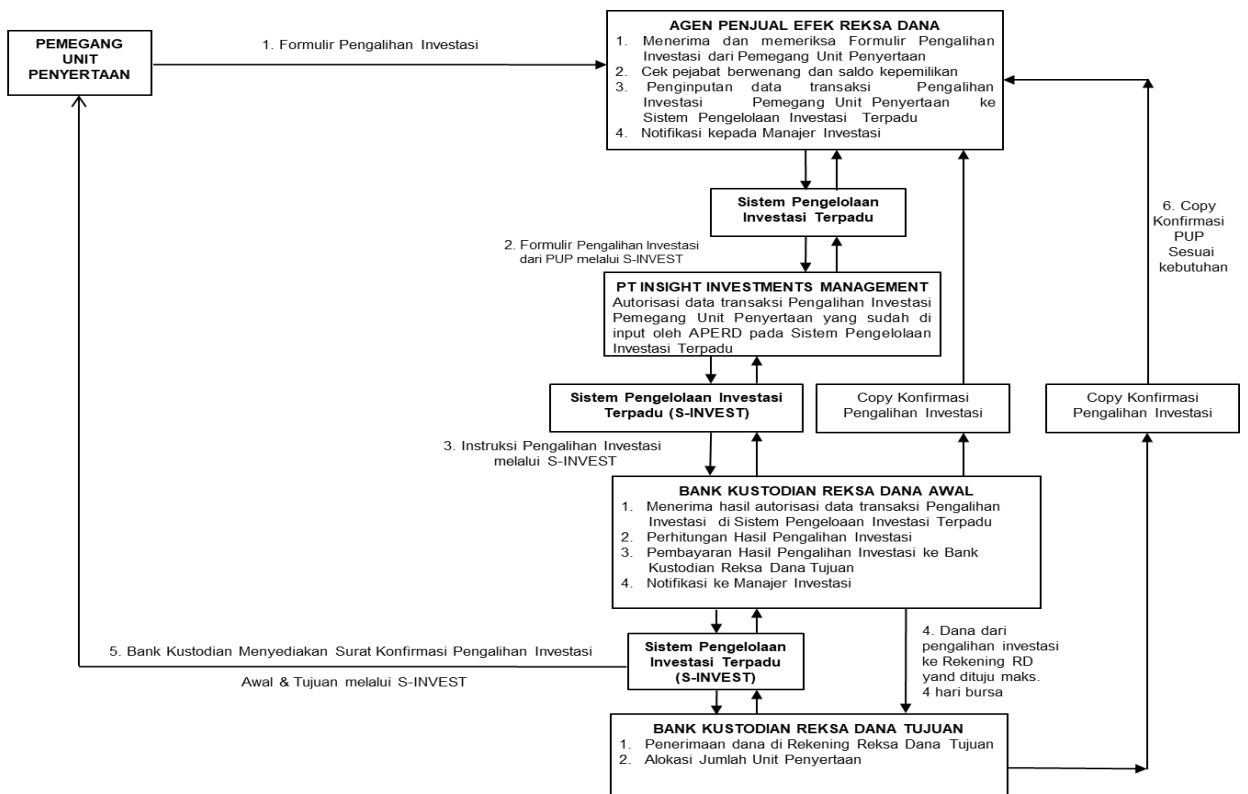 PEMEGANG
UNIT
PENYERTAAN
1. Formulir Pengalihan Investasi
AGEN PENJUAL EFEK REKSA DANA
1. Menerima dan memeriksa Formulir Pengalihan
Investasi dari Pemegang Unit Penyertaan
2. Cek pejabat berwenang dan saldo kepemilikan
3. Penginputan data transaksi Pengalihan
Investasi Pemegang Unit Penyertaan ke
Sistem Pengelolaan Investasi Terpadu
4. Notifikasi kepada Manajer Investasi
Sistem Pengelolaan
Investasi Terpadu
2. Formulir Pengalihan Investasi
dari PUP melalui S-INVEST
PT INSIGHT INVESTMENTS MANAGEMENT
Autorisasi data transaksi Pengalihan Investasi
Pemegang Unit Penyertaan yang sudah di
input oleh APERD pada Sistem Pengelolaan
Investasi Terpadu
6. Copy
Konfirmasi
PUP
Sesuai
kebutuhan
Sistem Pengelolaan Investasi
Terpadu (S-INVEST)
Copy Konfirmasi
Pengalihan Investasi
Copy Konfirmasi
Pengalihan Investasi
3. Instruksi Pengalihan Investasi
melalui S-INVEST
BANK KUSTODIAN REKSA DANA AWAL
1. Menerima hasil autorisasi data transaksi Pengalihan
Investasi di Sistem Pengeloaan Investasi Terpadu
2. Perhitungan Hasil Pengalihan Investasi
3. Pembayaran Hasil Pengalihan Investasi ke Bank
Kustodian Reksa Dana Tujuan
4. Notifikasi ke Manajer Investasi
5. Bank Kustodian Menyediakan Surat Konfirmasi Pengalihan Investasi
Awal & Tujuan melalui S-INVEST
Sistem Pengelolaan
Investasi Terpadu
(S-INVEST)
4. Dana dari
pengalihan investasi
ke Rekening RD
yand dituju maks.
4 hari bursa
BANK KUSTODIAN REKSA DANA TUJUAN
1. Penerimaan dana di Rekening Reksa Dana Tujuan
2. Alokasi Jumlah Unit Penyertaan